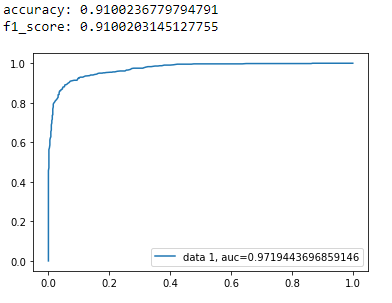 accuracy: 0.9100236779794791
f1_score: 0.9100203145127755
1.0
0.8
0.6
0.4
0.2
0.0
0.0 0.2 0.4 0.6 0.8 1.0
data 1, auc=0.9719443696859146